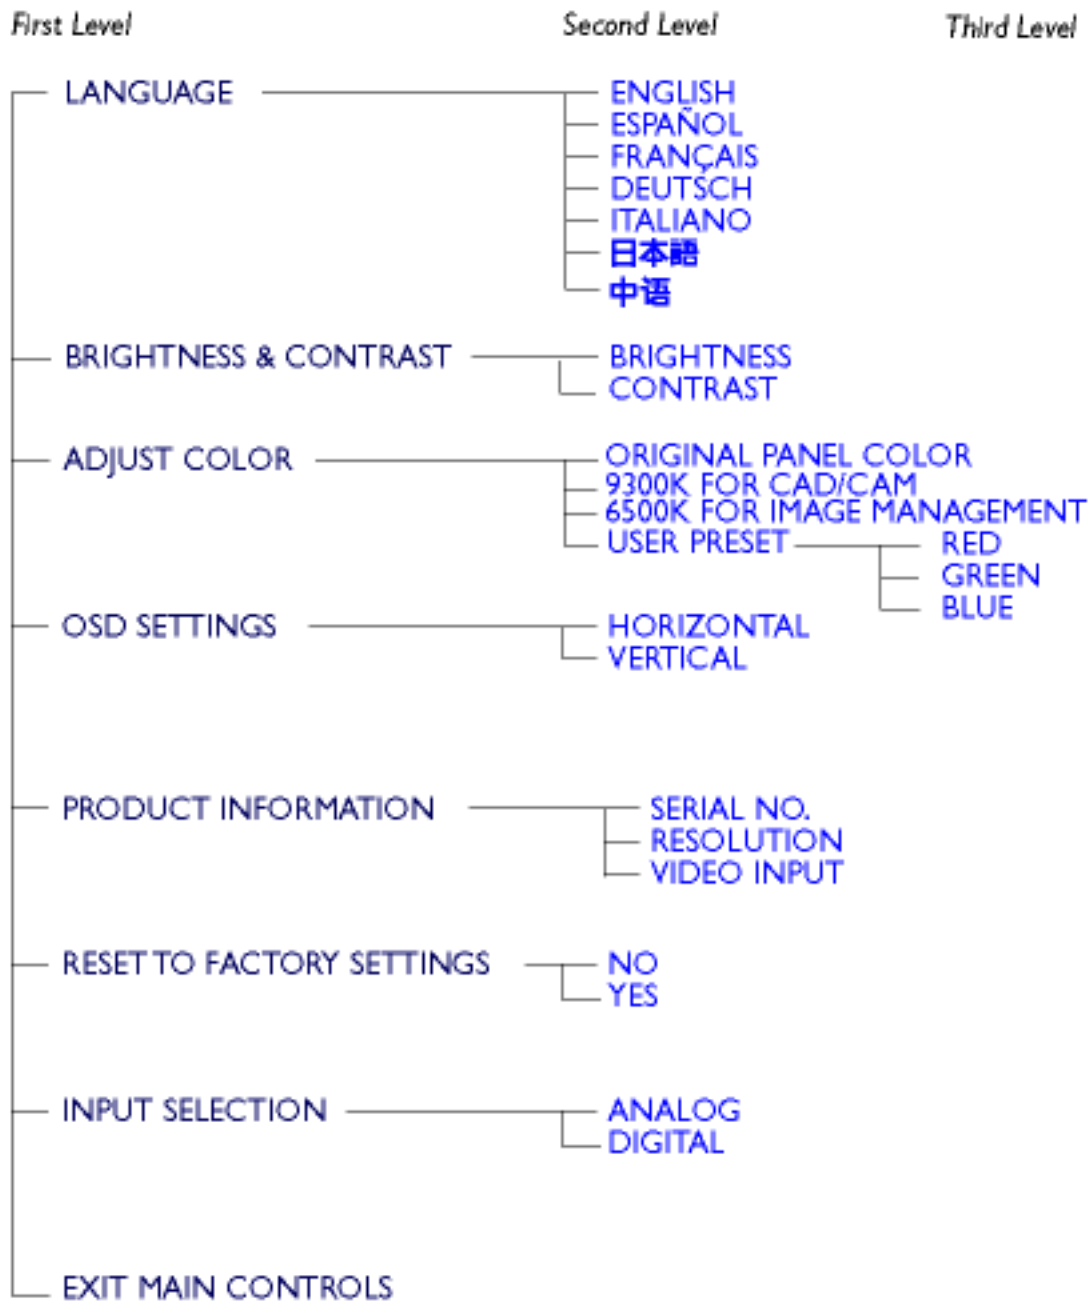 First Level Second Level Third Level
LANGUAGE ENGLISH
ESPAÑOL
FRANÇAIS
DEUTSCH
ITALIANO
日本語
中语
BRIGHTNESS & CONTRAST BRIGHTNESS
CONTRAST
ADJUST COLOR ORIGINAL PANEL COLOR
9300K FOR CAD/CAM
6500K FOR IMAGE MANAGEMENT
USER PRESET RED
GREEN
BLUE
OSD SETTINGS HORIZONTAL
VERTICAL
PRODUCT INFORMATION SERIAL NO.
RESOLUTION
VIDEO INPUT
RESET TO FACTORY SETTINGS NO
YES
INPUT SELECTION ANALOG
DIGITAL
EXIT MAIN CONTROLS